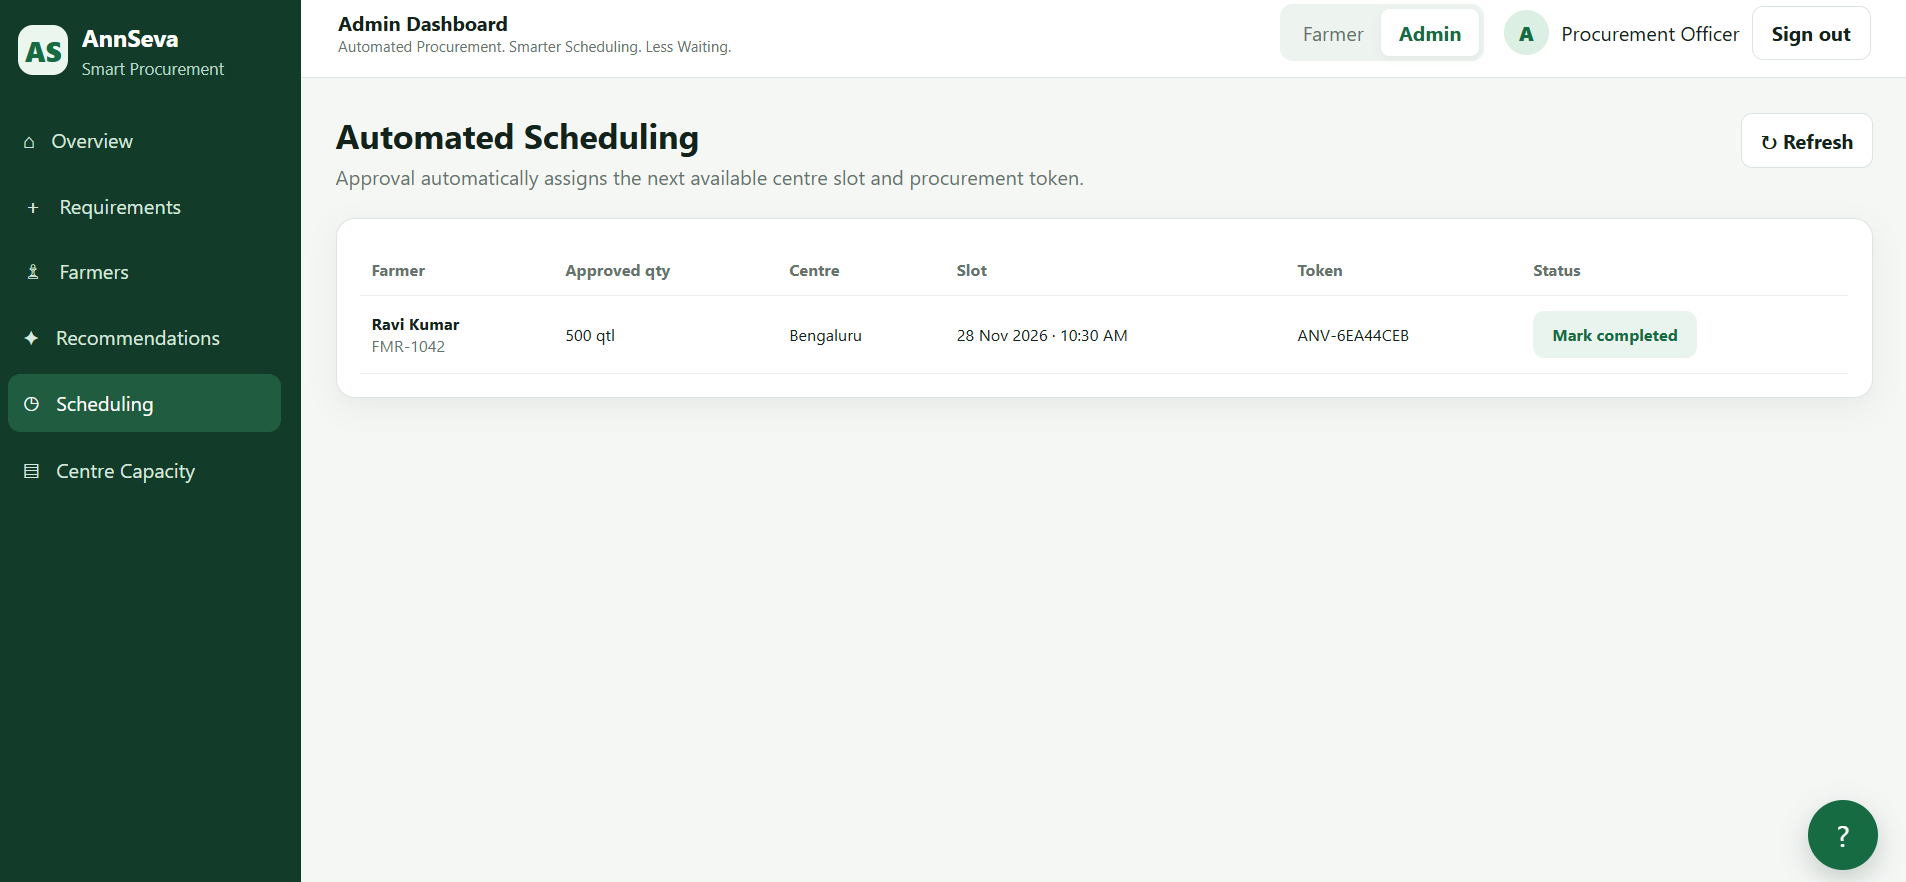 AS
AnnSeva
Smart Procurement
Overview
Requirements
Farmers
Recommendations
Scheduling
Centre Capacity
Admin Dashboard
Automated Procurement. Smarter Scheduling. Less Waiting.
Farmer
Admin
A
Procurement Officer
Sign out
Automated Scheduling
Approval automatically assigns the next available centre slot and procurement token.
↻ Refresh
Farmer Approved qty Centre Slot Token Status
Ravi Kumar
FMR-1042
500 qtl Bengaluru 28 Nov 2026 · 10:30 AM ANV-6EA44CEB Mark completed
?